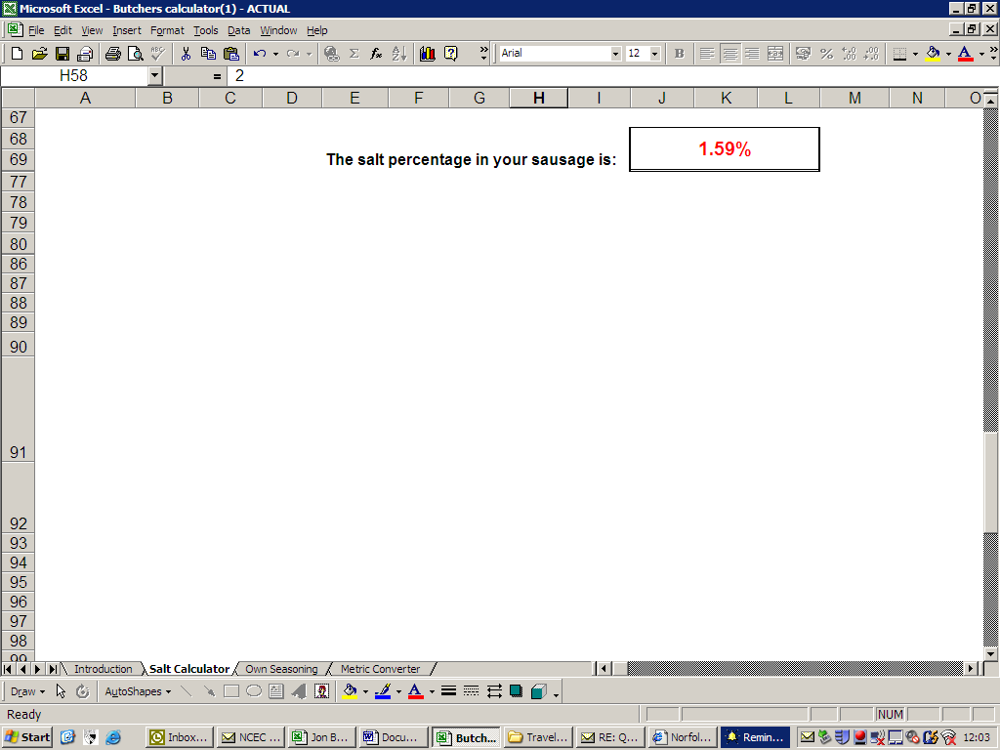 Microsoft Excel - Butchers calculator(1) - ACTUAL
File Edit View Insert Format Tools Data Window Help
Arial 12 B
H58 = 2
A B C D E F G H I J K L M N O
67
68
69
The salt percentage in your sausage is: 1.59%
77
78
79
80
86
87
88
89
90
91
92
93
94
95
96
97
98
99
Introduction Salt Calculator Own Seasoning Metric Converter
Draw AutoShapes
Ready NUM
Start Inbox... NCEC ... Jon B... Docu... Butch... Travel... RE: Q... Norfol... Remin... 12:03